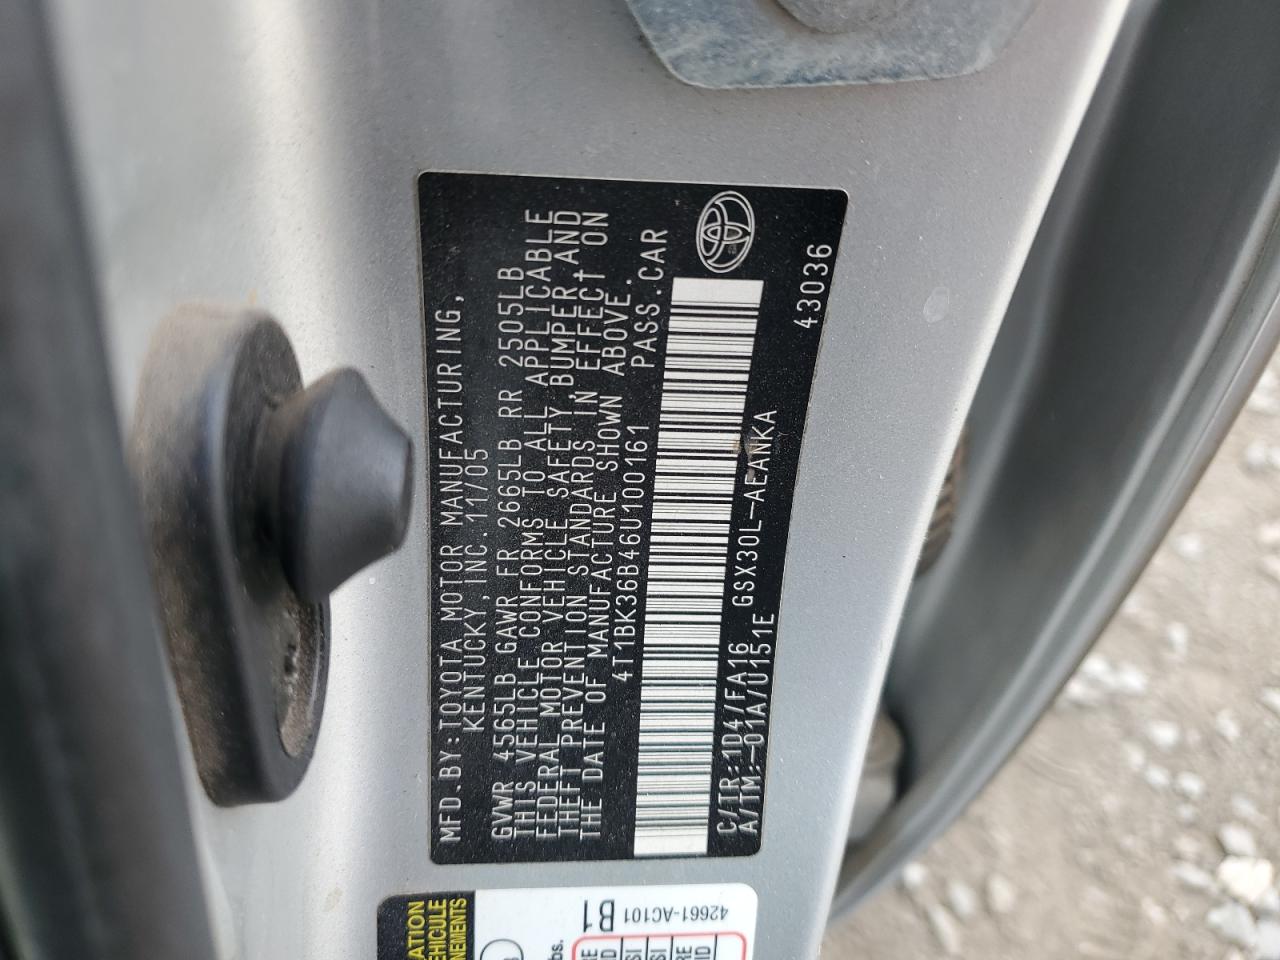 MFD.BY:TOYOTA MOTOR MANUFACTURING,
KENTUCKY,INC. 11/05
GVWR 4565LB GAWR FR 2665LB RR 2505LB
THIS VEHICLE CONFORMS TO ALL APPLICABLE
FEDERAL MOTOR VEHICLE SAFETY, BUMPER,AND
THEFT PREVENTION STANDARDS IN EFFECT ON
THE DATE OF MANUFACTURE SHOWN ABOVE.
4T1BK36B46U100161 PASS.CAR
C/TR:1D4/FA16 GSX30L-AEANKA
A/TM:-01A/U151E
43036
B1
42661-AC101